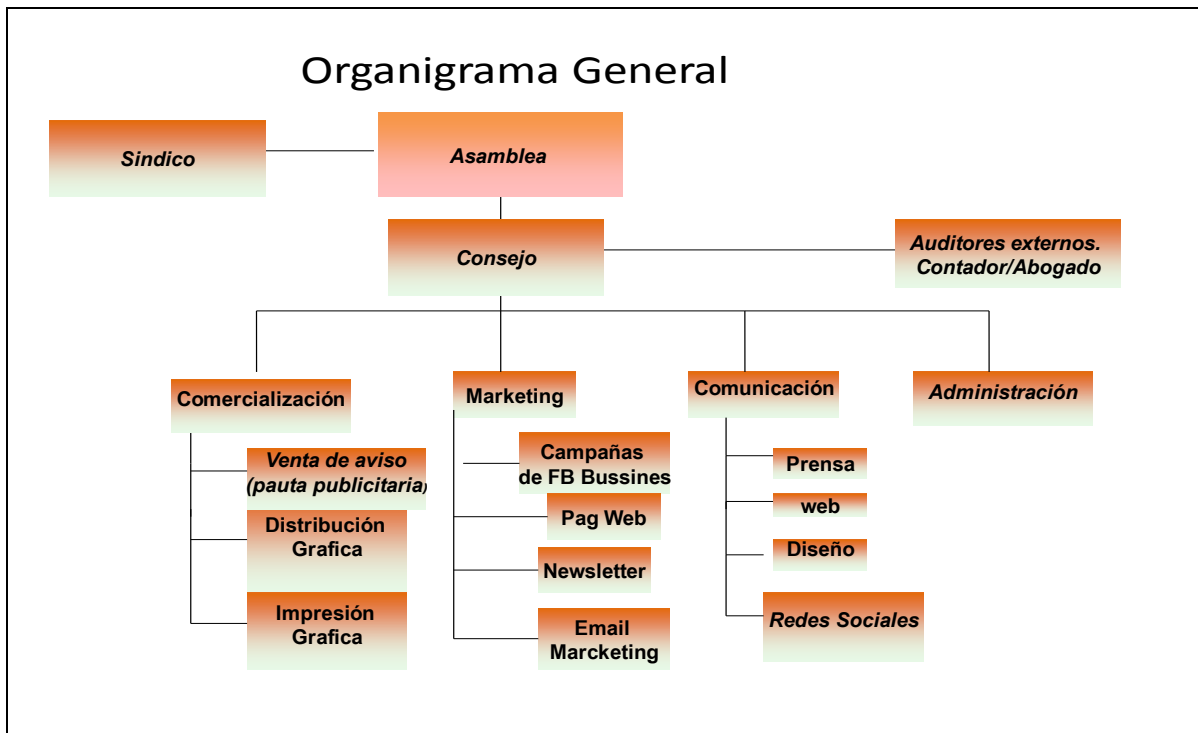 Organigrama General
Sindico
Asamblea
Consejo
Auditores externos.
Contador/Abogado
Comercialización
Marketing
Comunicación
Administración
Venta de aviso
(pauta publicitaria)
Distribución
Grafica
Impresión
Grafica
Campañas
de FB Bussines
Pag Web
Newsletter
Email
Marcketing
Prensa
web
Diseño
Redes Sociales